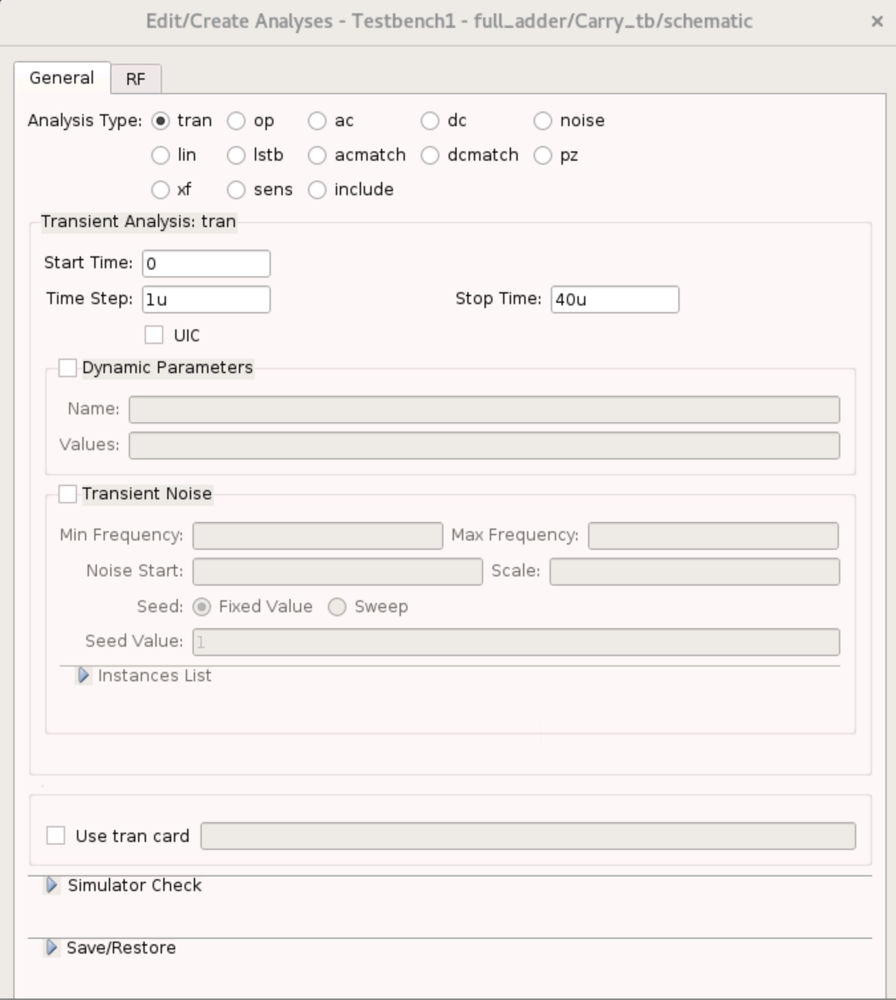 Edit/Create Analyses - Testbench1 - full_adder/Carry_tb/schematic ×
General RF
Analysis Type: tran op ac dc noise
lin lstb acmatch dcmatch pz
xf sens include
Transient Analysis: tran
Start Time: 0
Time Step: 1u Stop Time: 40u
UIC
Dynamic Parameters
Name:
Values:
Transient Noise
Min Frequency: Max Frequency:
Noise Start: Scale:
Seed: Fixed Value Sweep
Seed Value: 1
Instances List
Use tran card
Simulator Check
Save/Restore